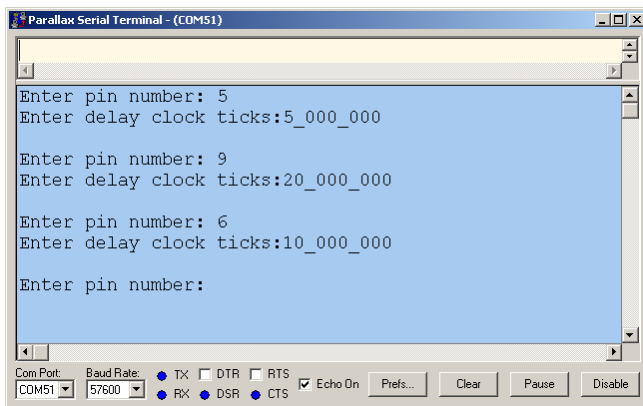 Parallax Serial Terminal - (COM51)
Enter pin number: 5
Enter delay clock ticks:5_000_000
Enter pin number: 9
Enter delay clock ticks:20_000_000
Enter pin number: 6
Enter delay clock ticks:10_000_000
Enter pin number:
Com Port: Baud Rate: TX DTR RTS
COM51 57600 RX DSR CTS Echo On Prefs... Clear Pause Disable